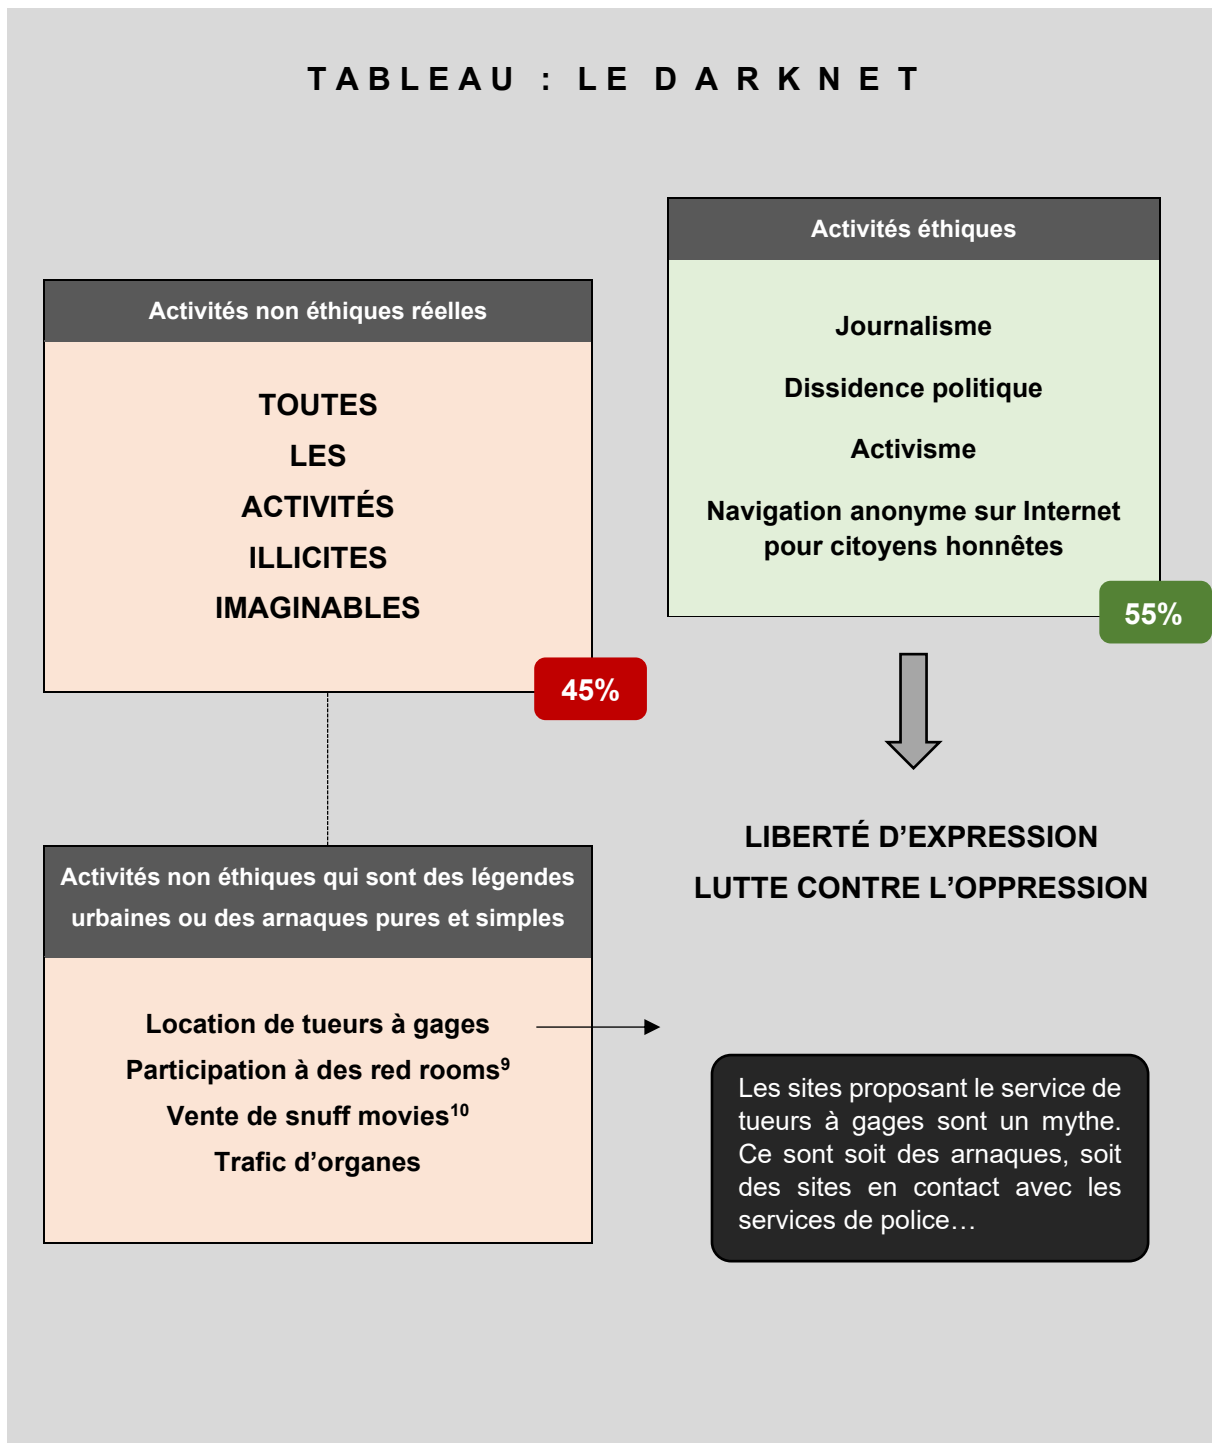 TABLEAU : LE DARKNET
Activités non éthiques réelles
TOUTES
LES
ACTIVITÉS
ILLICITES
IMAGINABLES
45%
Activités éthiques
Journalisme
Dissidence politique
Activisme
Navigation anonyme sur Internet
pour citoyens honnêtes
55%
LIBERTÉ D’EXPRESSION
LUTTE CONTRE L’OPPRESSION
Activités non éthiques qui sont des légendes
urbaines ou des arnaques pures et simples
Location de tueurs à gages
Participation à des red rooms⁹
Vente de snuff movies¹⁰
Trafic d’organes
Les sites proposant le service de
tueurs à gages sont un mythe.
Ce sont soit des arnaques, soit
des sites en contact avec les
services de police…